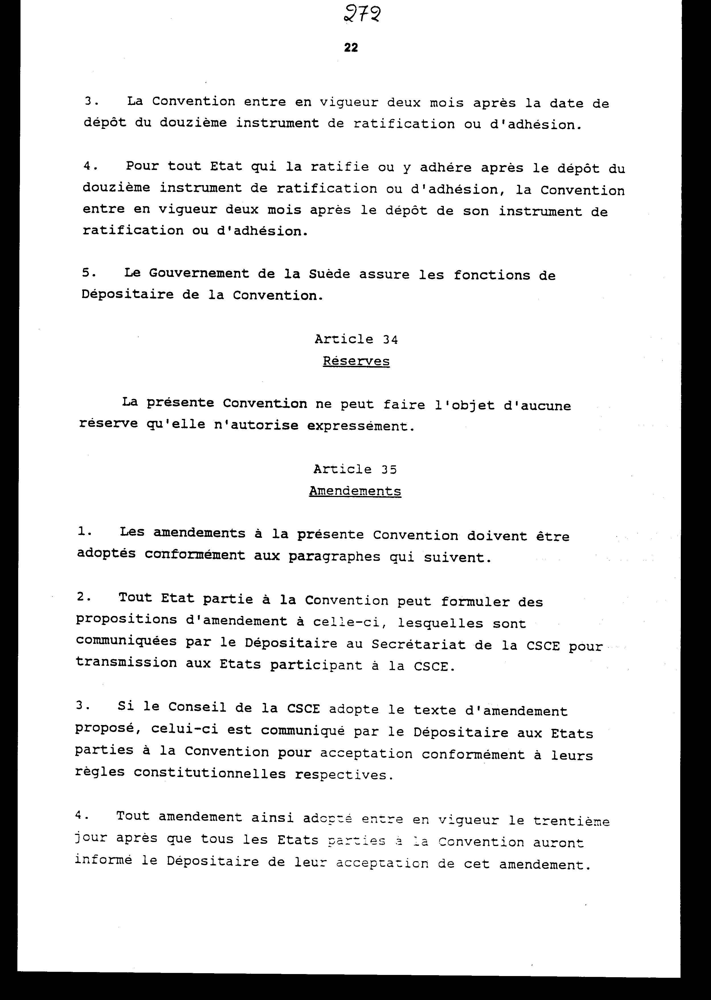 272
22
3. La Convention entre en vigueur deux mois après la date de
dépôt du douzième instrument de ratification ou d'adhésion.
4. Pour tout Etat qui la ratifie ou y adhére après le dépôt du
douzième instrument de ratification ou d'adhésion, la Convention
entre en vigueur deux mois après le dépôt de son instrument de
ratification ou d'adhésion.
5. Le Gouvernement de la Suède assure les fonctions de
Dépositaire de la Convention.
Article 34
Réserves
La présente Convention ne peut faire l'objet d'aucune
réserve qu'elle n'autorise expressément.
Article 35
Amendements
1. Les amendements à la présente Convention doivent être
adoptés conformément aux paragraphes qui suivent.
2. Tout Etat partie à la Convention peut formuler des
propositions d'amendement à celle-ci, lesquelles sont
communiquées par le Dépositaire au Secrétariat de la CSCE pour
transmission aux Etats participant à la CSCE.
3. Si le Conseil de la CSCE adopte le texte d'amendement
proposé, celui-ci est communiqué par le Dépositaire aux Etats
parties à la Convention pour acceptation conformément à leurs
règles constitutionnelles respectives.
4. Tout amendement ainsi adopté entre en vigueur le trentième
jour après que tous les Etats parties à la Convention auront
informé le Dépositaire de leur acceptation de cet amendement.